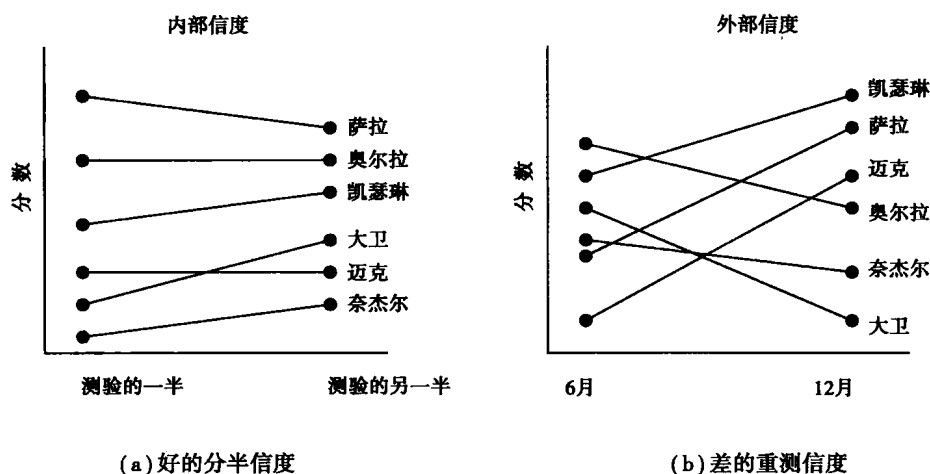 内部信度
分数
萨拉
奥尔拉
凯瑟琳
大卫
迈克
奈杰尔
测验的一半
测验的另一半
(a)好的分半信度
外部信度
分数
凯瑟琳
萨拉
迈克
奥尔拉
奈杰尔
大卫
6月
12月
(b)差的重测信度